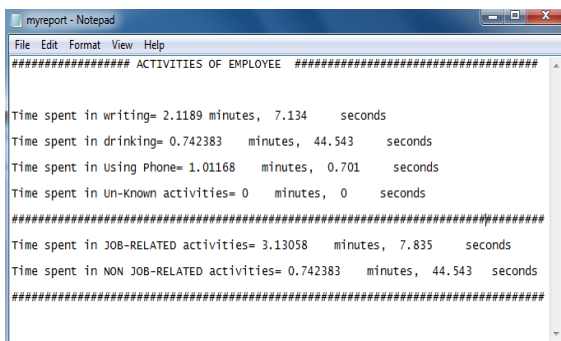 myreport - Notepad
File Edit Format View Help
################## ACTIVITIES OF EMPLOYEE #####################################
Time spent in writing= 2.1189 minutes, 7.134 seconds
Time spent in drinking= 0.742383 minutes, 44.543 seconds
Time spent in Using Phone= 1.01168 minutes, 0.701 seconds
Time spent in Un-Known activities= 0 minutes, 0 seconds
#################################################################################
Time spent in JOB-RELATED activities= 3.13058 minutes, 7.835 seconds
Time spent in NON JOB-RELATED activities= 0.742383 minutes, 44.543 seconds
#################################################################################